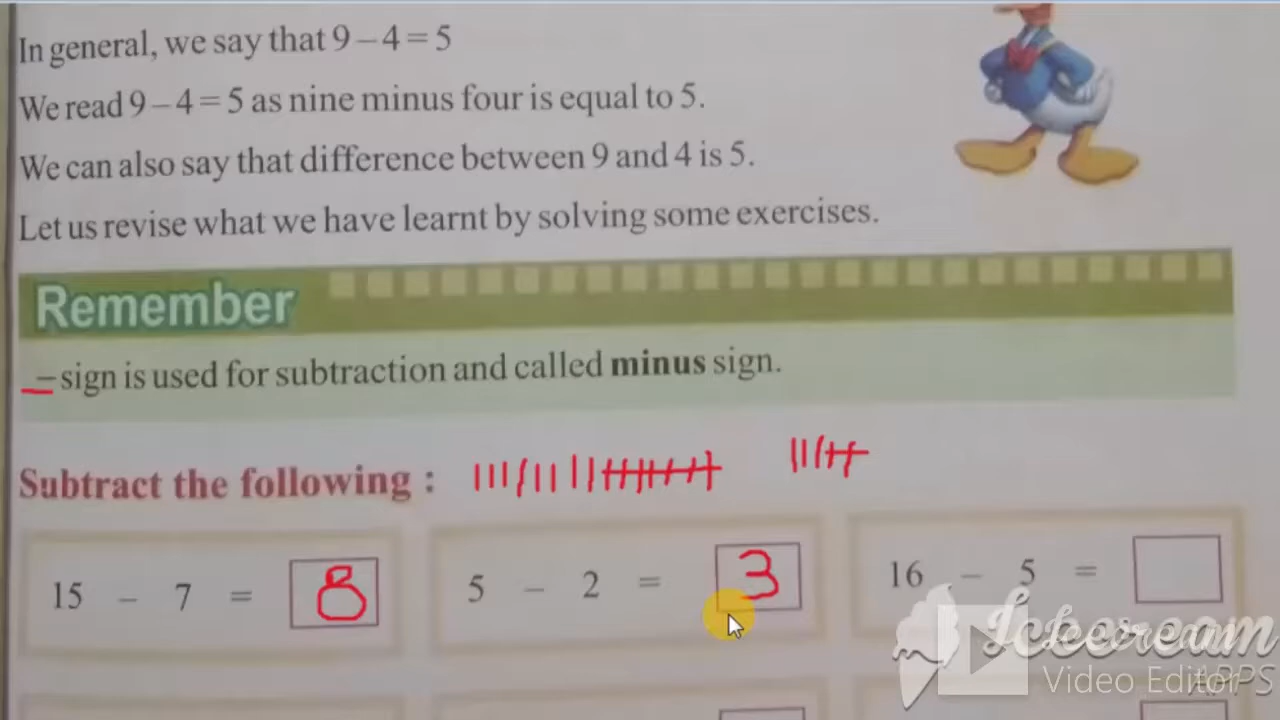 In general, we say that 9 – 4 = 5
We read 9 – 4 = 5 as nine minus four is equal to 5.
We can also say that difference between 9 and 4 is 5.
Let us revise what we have learnt by solving some exercises.
Remember
– sign is used for subtraction and called minus sign.
Subtract the following :
15 – 7 = 8
5 – 2 = 3
16 – 5 =
Icecream
Video Editor
APPS